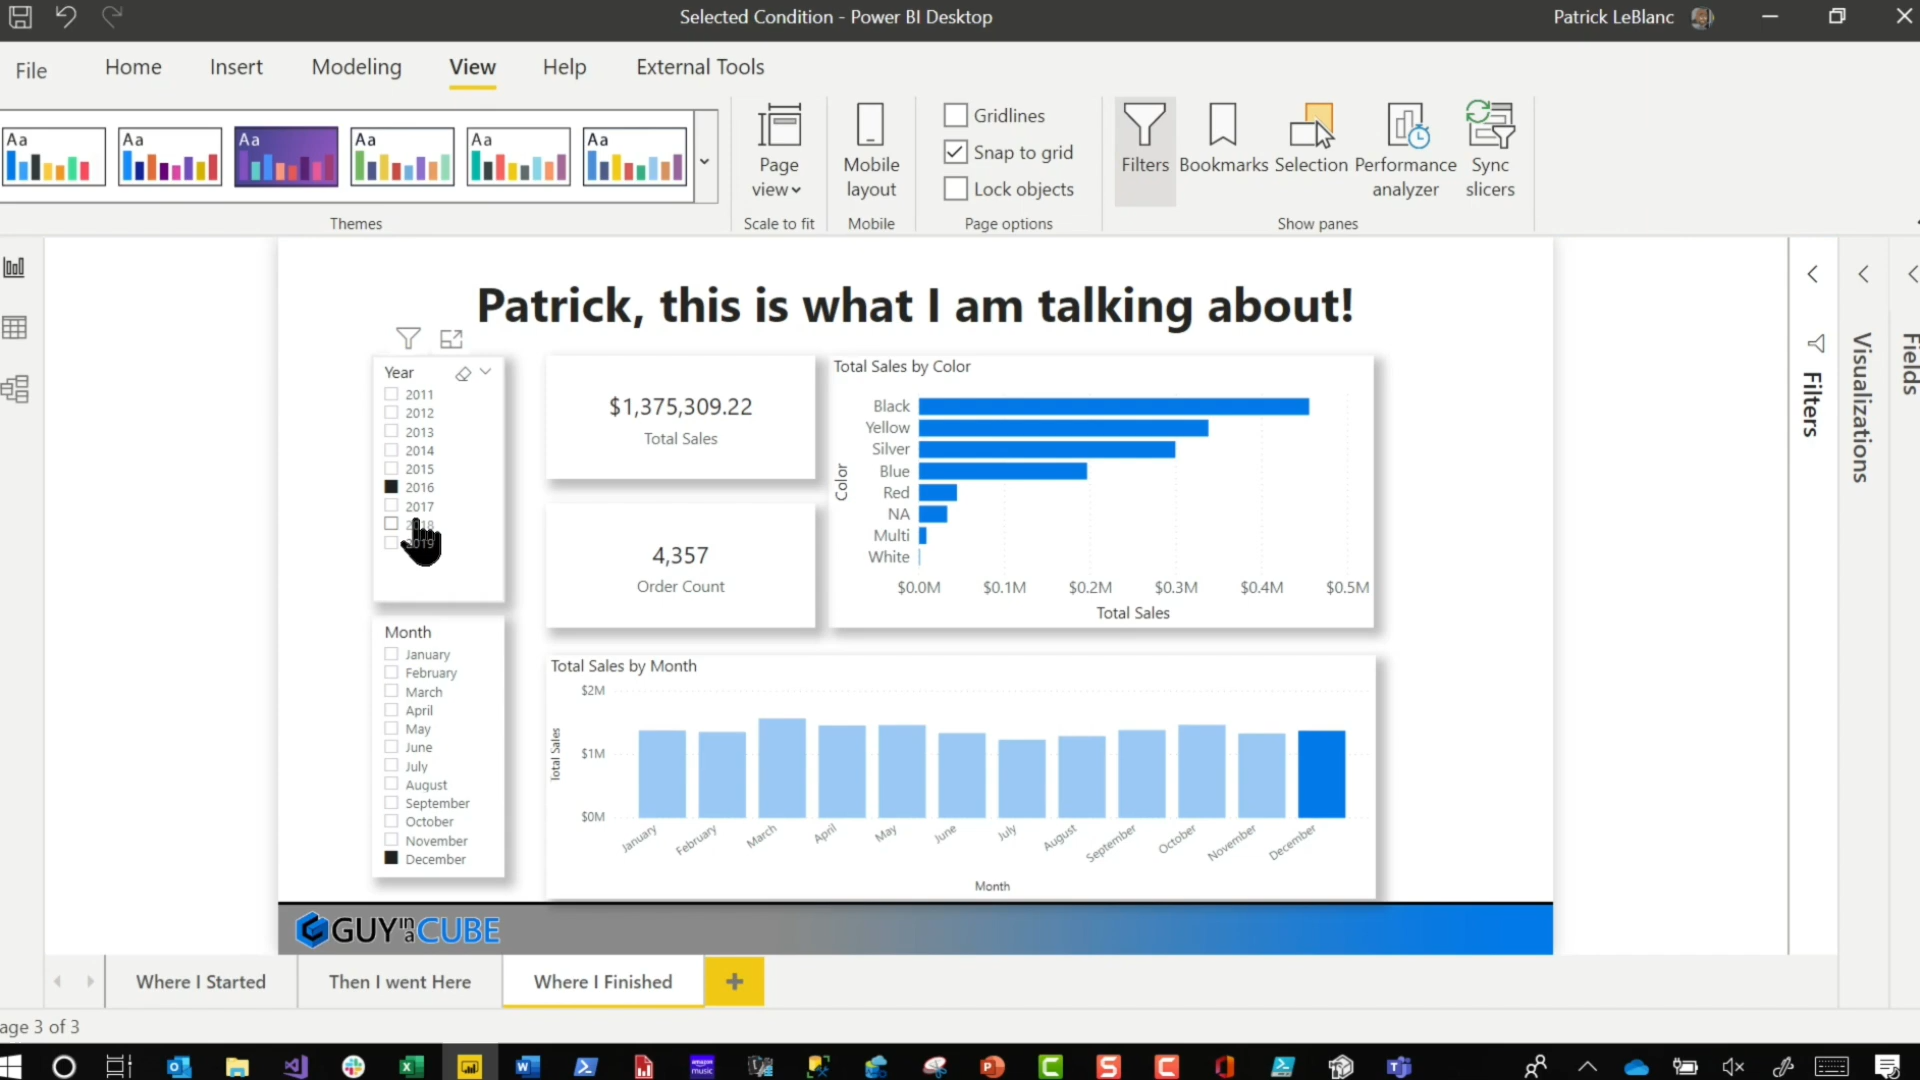 Selected Condition - Power BI Desktop
Patrick LeBlanc
File
Home
Insert
Modeling
View
Help
External Tools
Aa
Aa
Aa
Aa
Aa
Aa
Themes
Page
view
Scale to fit
Mobile
layout
Mobile
Gridlines
Snap to grid
Lock objects
Page options
Filters
Bookmarks
Selection
Performance
analyzer
Sync
slicers
Show panes
Patrick, this is what I am talking about!
Year
2011
2012
2013
2014
2015
2016
2017
2018
2019
Month
January
February
March
April
May
June
July
August
September
October
November
December
$1,375,309.22
Total Sales
4,357
Order Count
Total Sales by Color
Color
Black
Yellow
Silver
Blue
Red
NA
Multi
White
$0.0M
$0.1M
$0.2M
$0.3M
$0.4M
$0.5M
Total Sales
Total Sales by Month
Total Sales
$2M
$1M
$0M
January
February
March
April
May
June
July
August
September
October
November
December
Month
GUY in a CUBE
Filters
Visualizations
Fields
Where I Started
Then I went Here
Where I Finished
age 3 of 3
amazon
music